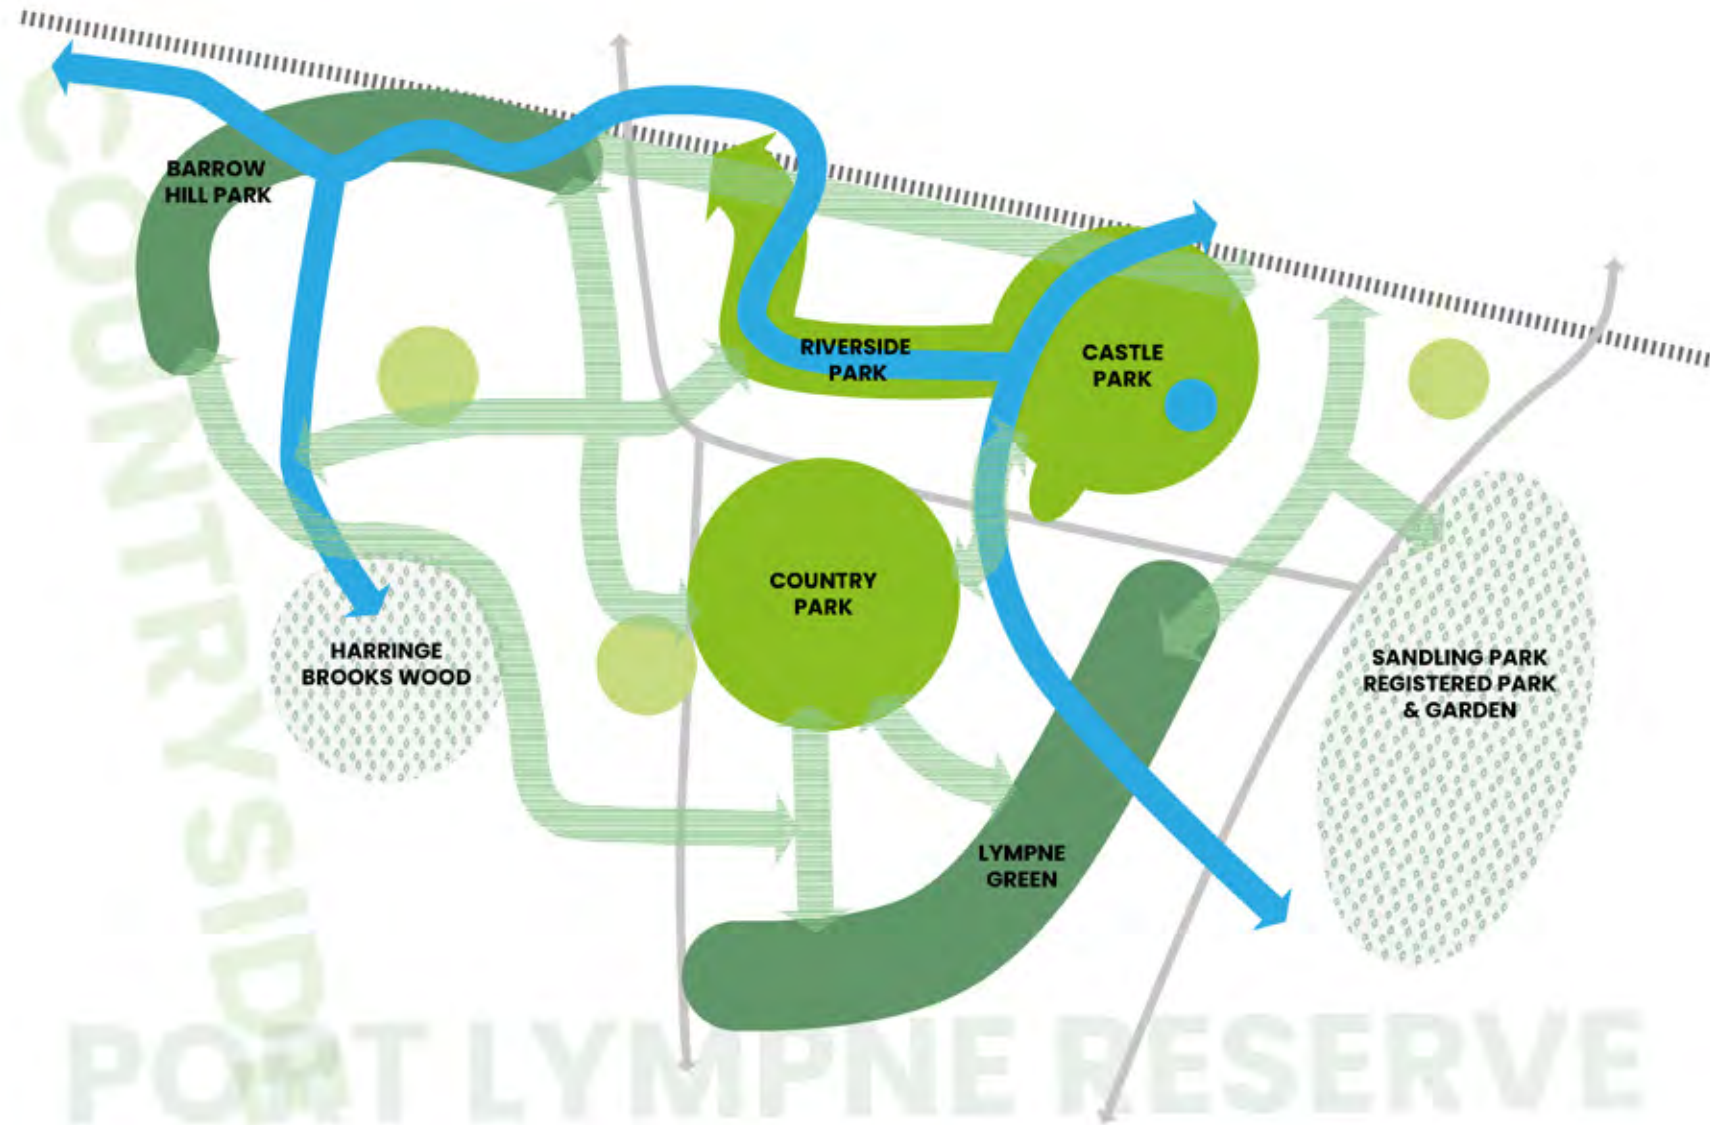 BARROW
HILL PARK
RIVERSIDE
PARK
CASTLE
PARK
COUNTRY
PARK
HARRINGE
BROOKS WOOD
SANDLING PARK
REGISTERED PARK
& GARDEN
LYMPNE
GREEN
COUNTRYSIDE
PORT LYMPNE RESERVE